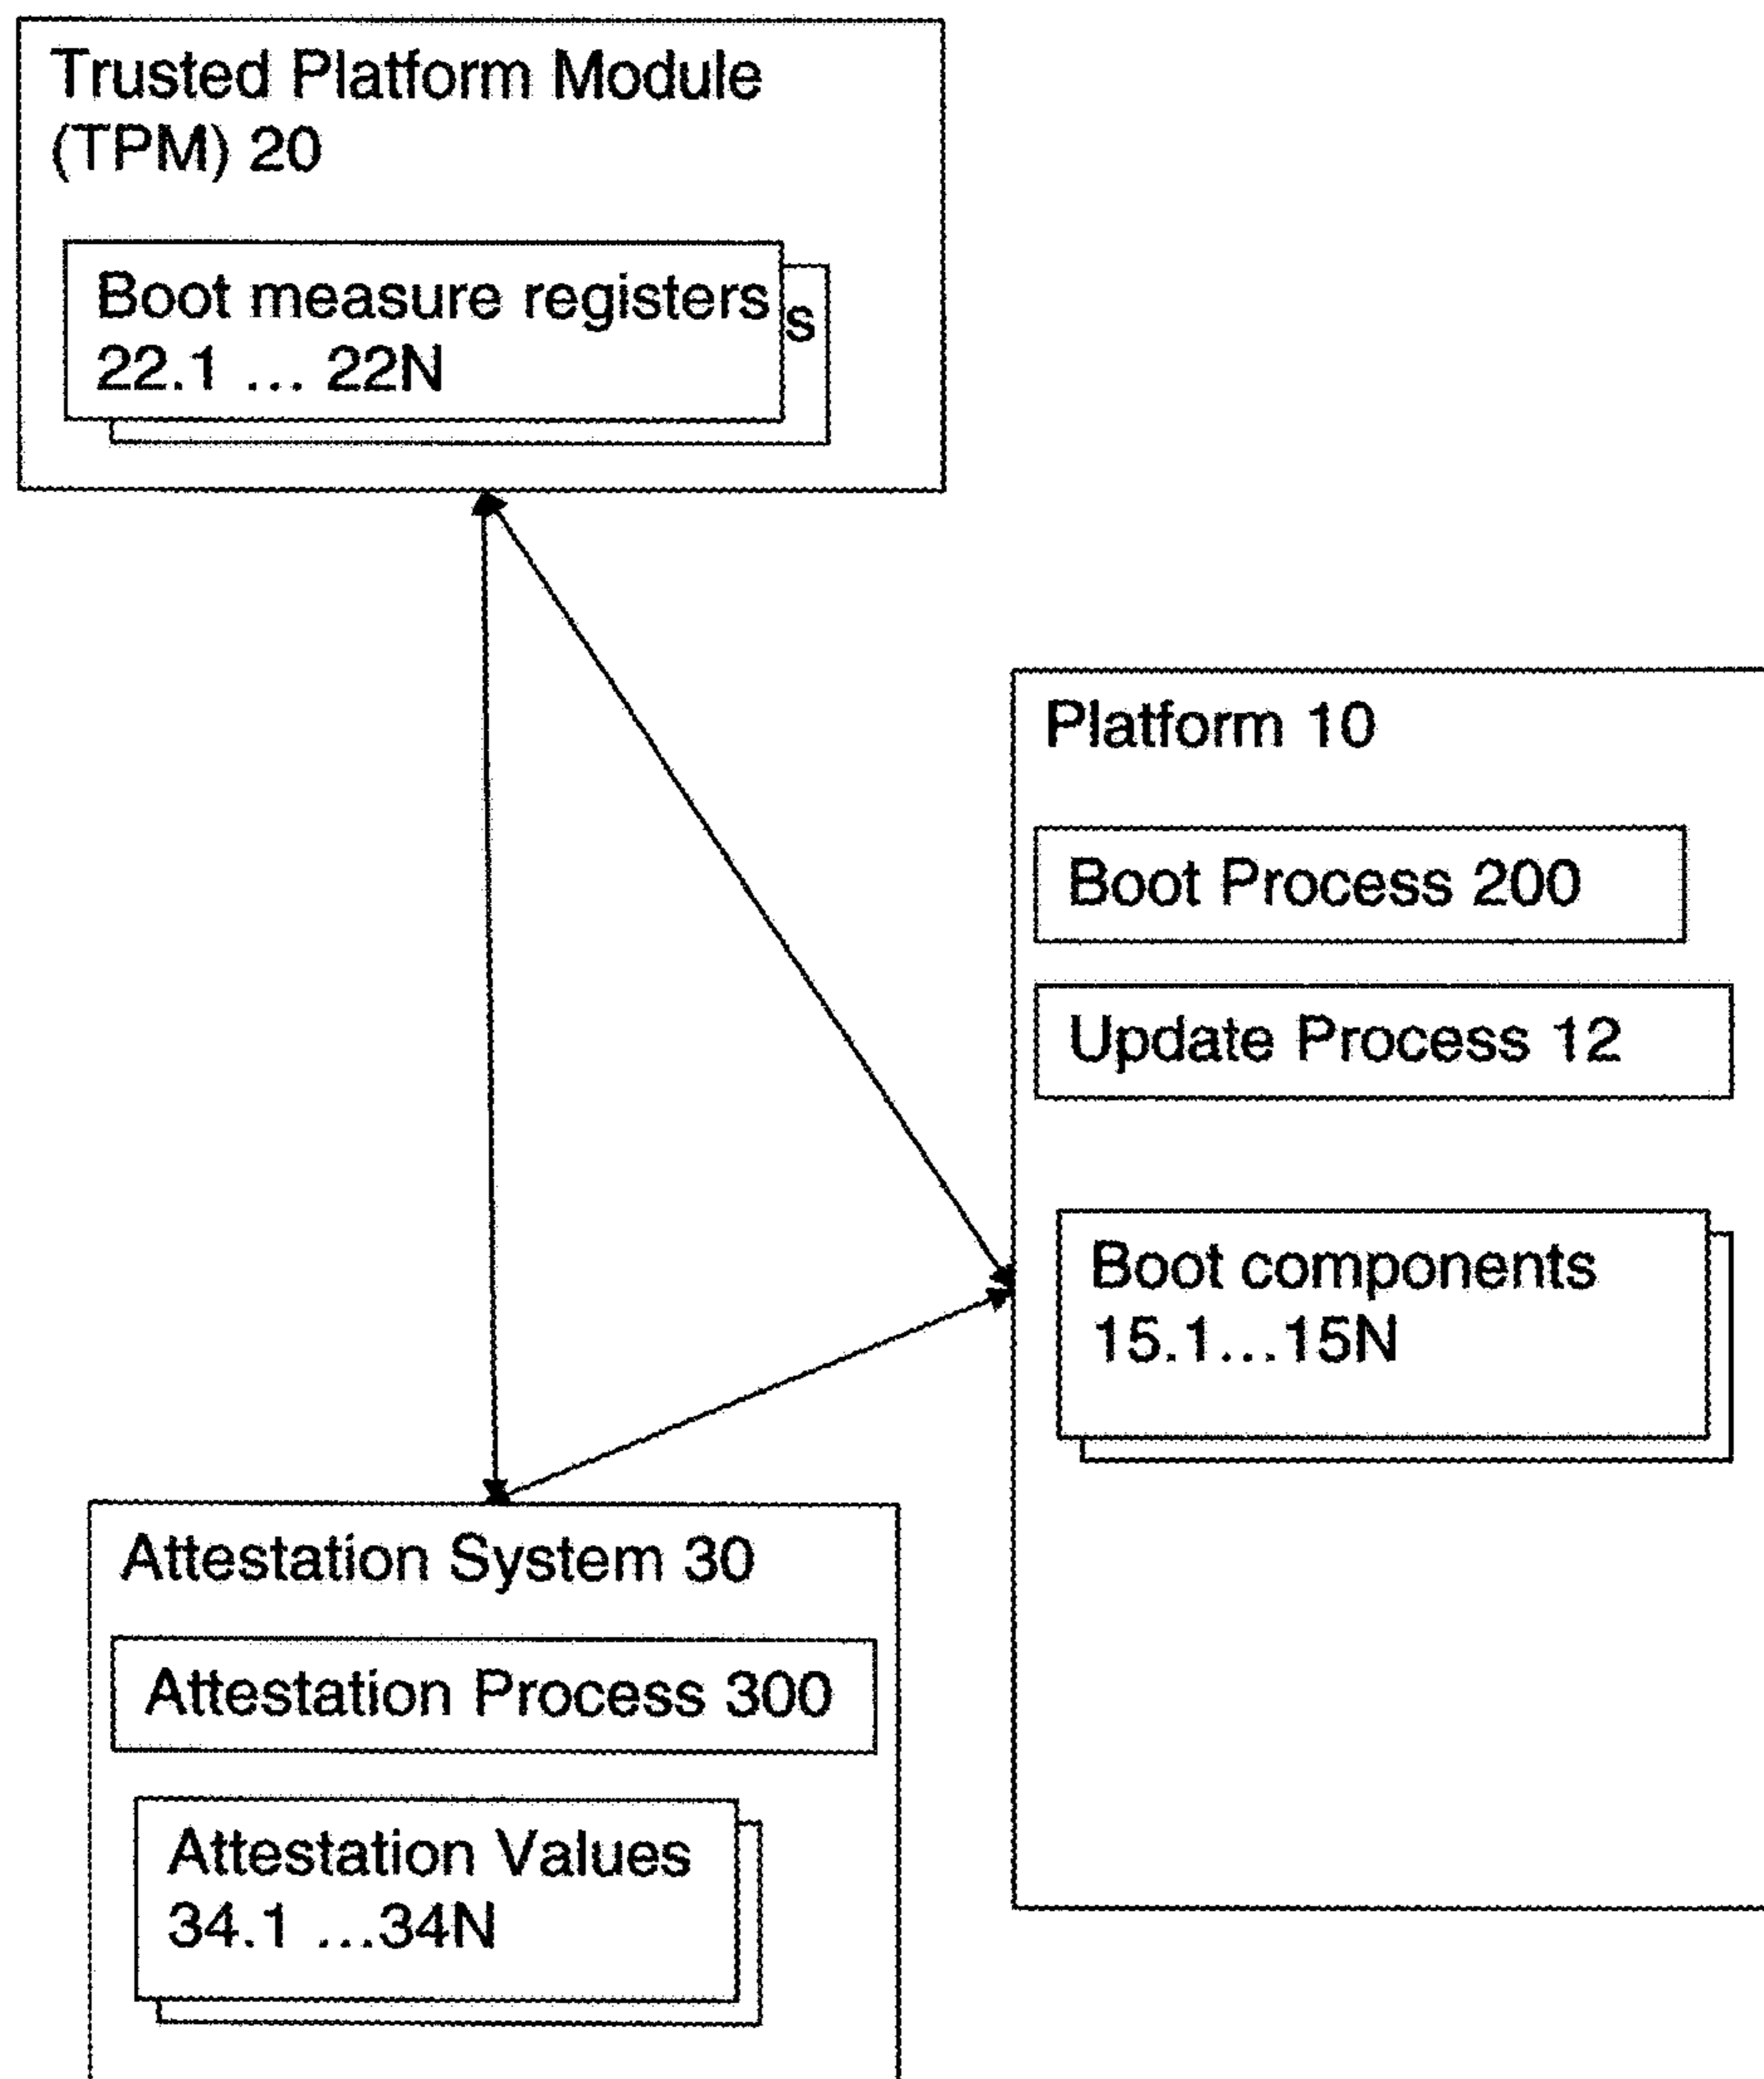 Trusted Platform Module
(TPM) 20
Boot measure registers
s
22.1 ... 22N
Platform 10
Boot Process 200
Update Process 12
Boot components
15.1...15N
Attestation System 30
Attestation Process 300
Attestation Values
34.1 ...34N